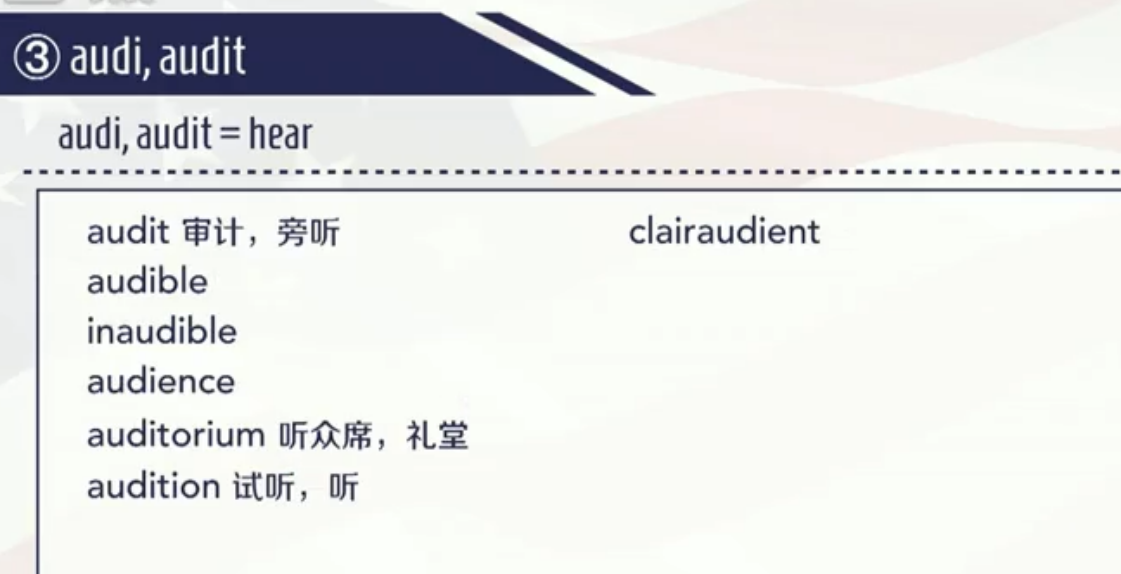 ③ audi, audit
audi, audit = hear
audit 审计，旁听
audible
inaudible
audience
auditorium 听众席，礼堂
audition 试听，听
clairaudient